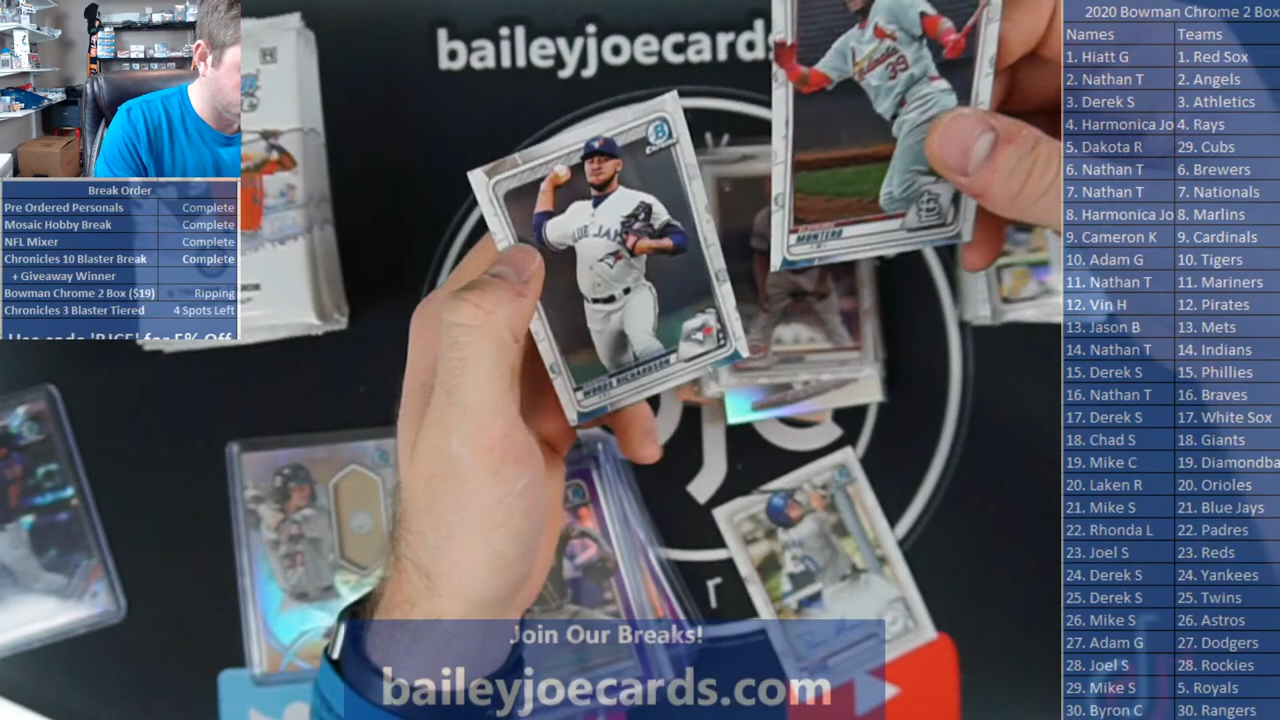 baileyjoecards
Break Order
Pre Ordered Personals Complete
Mosaic Hobby Break Complete
NFL Mixer Complete
Chronicles 10 Blaster Break Complete
+ Giveaway Winner
Bowman Chrome 2 Box ($19) Ripping
Chronicles 3 Blaster Tiered 4 Spots Left
39
MONTERO
BLUE JAY
WOODS RICHARDSON
31
jc
r
Join Our Breaks!
baileyjoecards.com
2020 Bowman Chrome 2 Box
Names Teams
1. Hiatt G 1. Red Sox
2. Nathan T 2. Angels
3. Derek S 3. Athletics
4. Harmonica Jo 4. Rays
5. Dakota R 29. Cubs
6. Nathan T 6. Brewers
7. Nathan T 7. Nationals
8. Harmonica Jo 8. Marlins
9. Cameron K 9. Cardinals
10. Adam G 10. Tigers
11. Nathan T 11. Mariners
12. Vin H 12. Pirates
13. Jason B 13. Mets
14. Nathan T 14. Indians
15. Derek S 15. Phillies
16. Nathan T 16. Braves
17. Derek S 17. White Sox
18. Chad S 18. Giants
19. Mike C 19. Diamondba
20. Laken R 20. Orioles
21. Mike S 21. Blue Jays
22. Rhonda L 22. Padres
23. Joel S 23. Reds
24. Derek S 24. Yankees
25. Derek S 25. Twins
26. Mike S 26. Astros
27. Adam G 27. Dodgers
28. Joel S 28. Rockies
29. Mike S 5. Royals
30. Byron C 30. Rangers